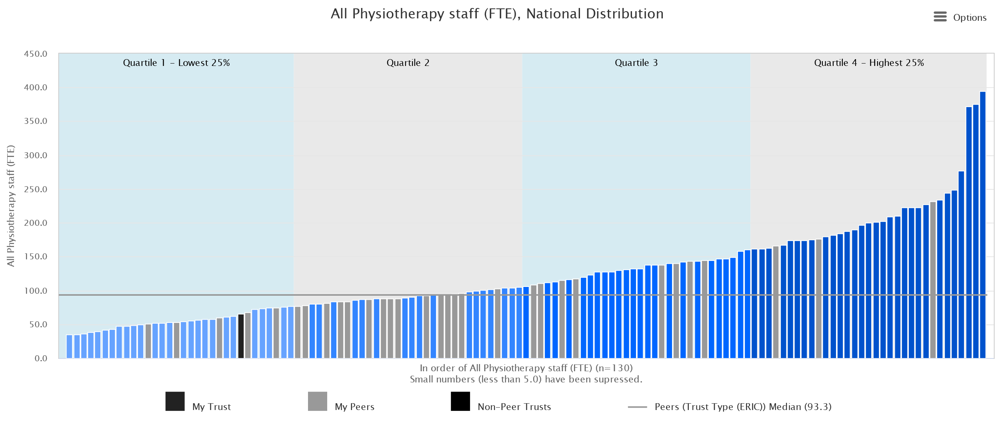 All Physiotherapy staff (FTE), National Distribution
Options
Quartile 1 – Lowest 25%
Quartile 2
Quartile 3
Quartile 4 – Highest 25%
450.0
400.0
350.0
300.0
250.0
200.0
150.0
100.0
50.0
0.0
All Physiotherapy staff (FTE)
In order of All Physiotherapy staff (FTE) (n=130)
Small numbers (less than 5.0) have been supressed.
My Trust
My Peers
Non-Peer Trusts
Peers (Trust Type (ERIC)) Median (93.3)